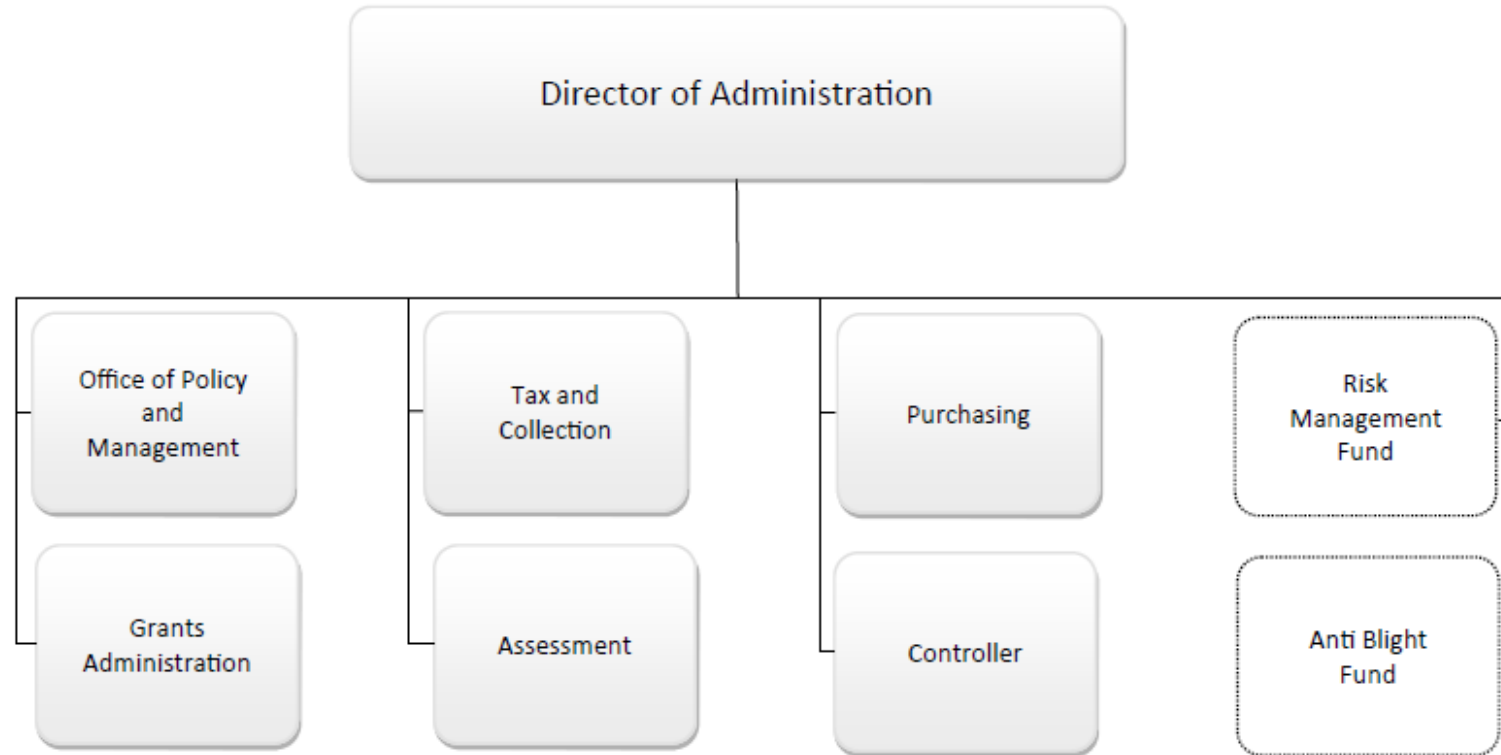 Director of Administration
Office of Policy
and
Management
Tax and
Collection
Purchasing
Risk
Management
Fund
Grants
Administration
Assessment
Controller
Anti Blight
Fund